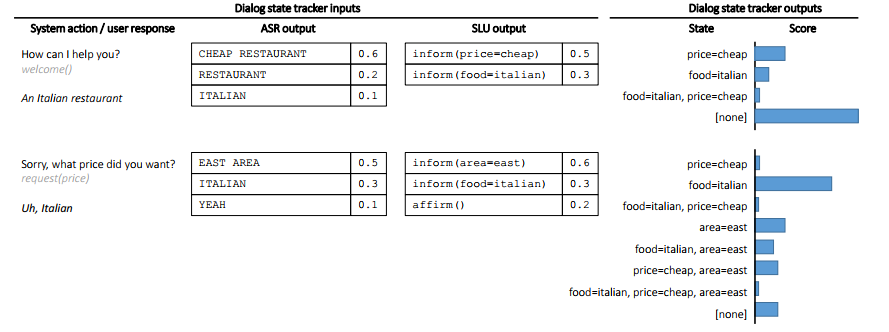 Dialog state tracker inputs
Dialog state tracker outputs
System action / user response
ASR output
SLU output
State
Score
How can I help you?
welcome()
An Italian restaurant
CHEAP RESTAURANT 0.6
RESTAURANT 0.2
ITALIAN 0.1
inform(price=cheap) 0.5
inform(food=italian) 0.3
price=cheap
food=italian
food=italian, price=cheap
[none]
Sorry, what price did you want?
request(price)
Uh, Italian
EAST AREA 0.5
ITALIAN 0.3
YEAH 0.1
inform(area=east) 0.6
inform(food=italian) 0.3
affirm() 0.2
price=cheap
food=italian
food=italian, price=cheap
area=east
food=italian, area=east
price=cheap, area=east
food=italian, price=cheap, area=east
[none]